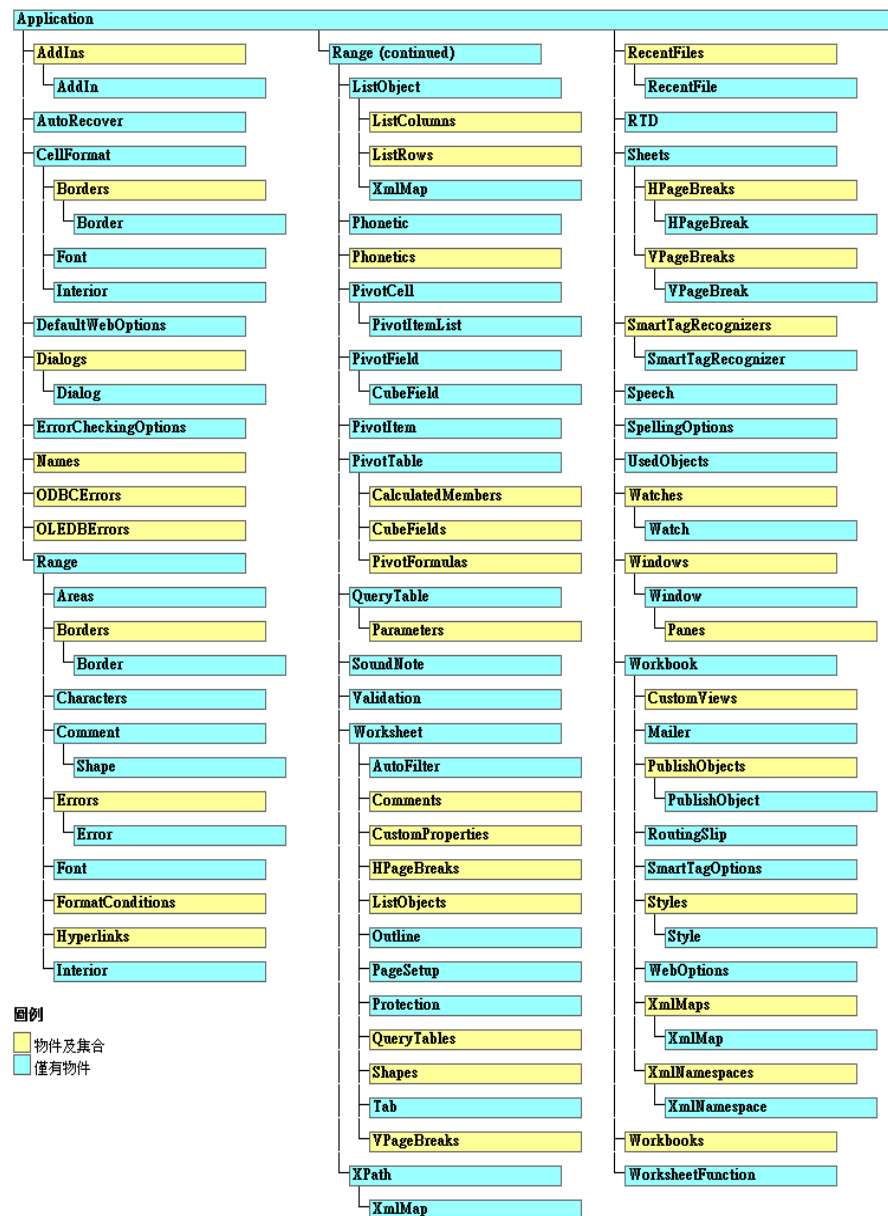 Application
AddIns
AddIn
AutoRecover
CellFormat
Borders
Border
Font
Interior
DefaultWebOptions
Dialogs
Dialog
ErrorCheckingOptions
Names
ODBCErrors
OLEDBErrors
Range
Areas
Borders
Border
Characters
Comment
Shape
Errors
Error
Font
FormatConditions
Hyperlinks
Interior
圖例
物件及集合
僅有物件
Range (continued)
ListObject
ListColumns
ListRows
XmlMap
Phonetic
Phonetics
PivotCell
PivotItemList
PivotField
CubeField
PivotItem
PivotTable
CalculatedMembers
CubeFields
PivotFormulas
QueryTable
Parameters
SoundNote
Validation
Worksheet
AutoFilter
Comments
CustomProperties
HPageBreaks
ListObjects
Outline
PageSetup
Protection
QueryTables
Shapes
Tab
VPageBreaks
XPath
XmlMap
RecentFiles
RecentFile
RTD
Sheets
HPageBreaks
HPageBreak
VPageBreaks
VPageBreak
SmartTagRecognizers
SmartTagRecognizer
Speech
SpellingOptions
UsedObjects
Watches
Watch
Windows
Window
Panes
Workbook
CustomViews
Mailer
PublishObjects
PublishObject
RoutingSlip
SmartTagOptions
Styles
Style
WebOptions
XmlMaps
XmlMap
XmlNamespaces
XmlNamespace
Workbooks
WorksheetFunction